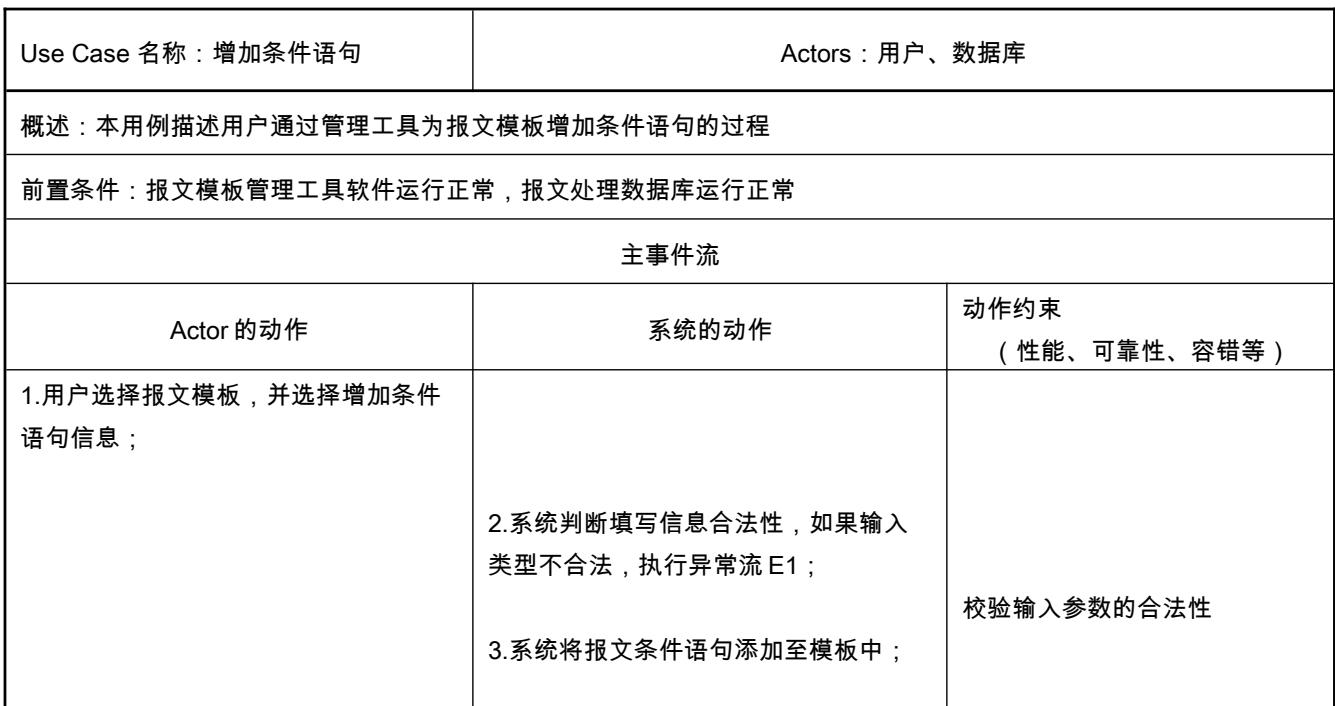 Use Case 名称：增加条件语句
Actors：用户、数据库
概述：本用例描述用户通过管理工具为报文模板增加条件语句的过程
前置条件：报文模板管理工具软件运行正常，报文处理数据库运行正常
主事件流
Actor 的动作
系统的动作
动作约束
（性能、可靠性、容错等）
1.用户选择报文模板，并选择增加条件
语句信息；
2.系统判断填写信息合法性，如果输入
类型不合法，执行异常流 E1；
校验输入参数的合法性
3.系统将报文条件语句添加至模板中；